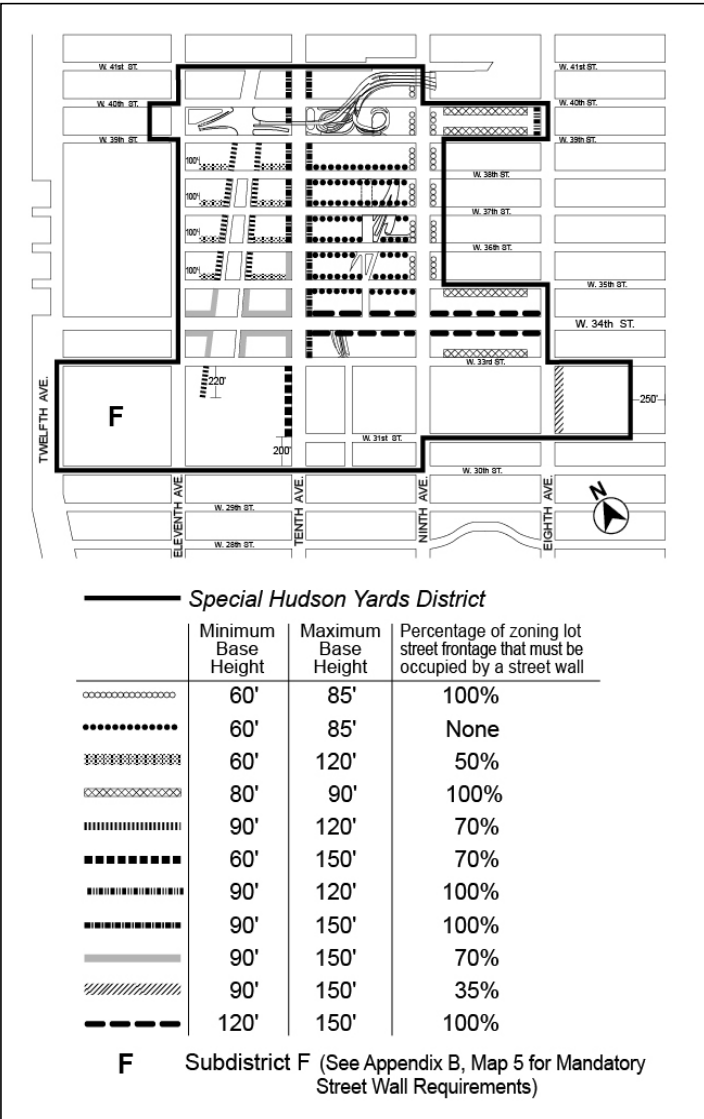 W. 41st ST. W. 41st ST.
W. 40th ST. W. 40th ST.
W. 39th ST. W. 39th ST.
100'
W. 38th ST.
100'
W. 37th ST.
100'
W. 36th ST.
100'
W. 35th ST.
W. 34th ST.
W. 33rd ST.
220'
250'
F
TWELFTH AVE.
W. 31st ST.
200'
W. 30th ST.
ELEVENTH AVE.
TENTH AVE.
NINTH AVE.
EIGHTH AVE.
N
W. 29th ST.
W. 28th ST.
Special Hudson Yards District
Minimum Base Height
Maximum Base Height
Percentage of zoning lot street frontage that must be occupied by a street wall
60' 85' 100%
60' 85' None
60' 120' 50%
80' 90' 100%
90' 120' 70%
60' 150' 70%
90' 120' 100%
90' 150' 100%
90' 150' 70%
90' 150' 35%
120' 150' 100%
F Subdistrict F (See Appendix B, Map 5 for Mandatory
Street Wall Requirements)